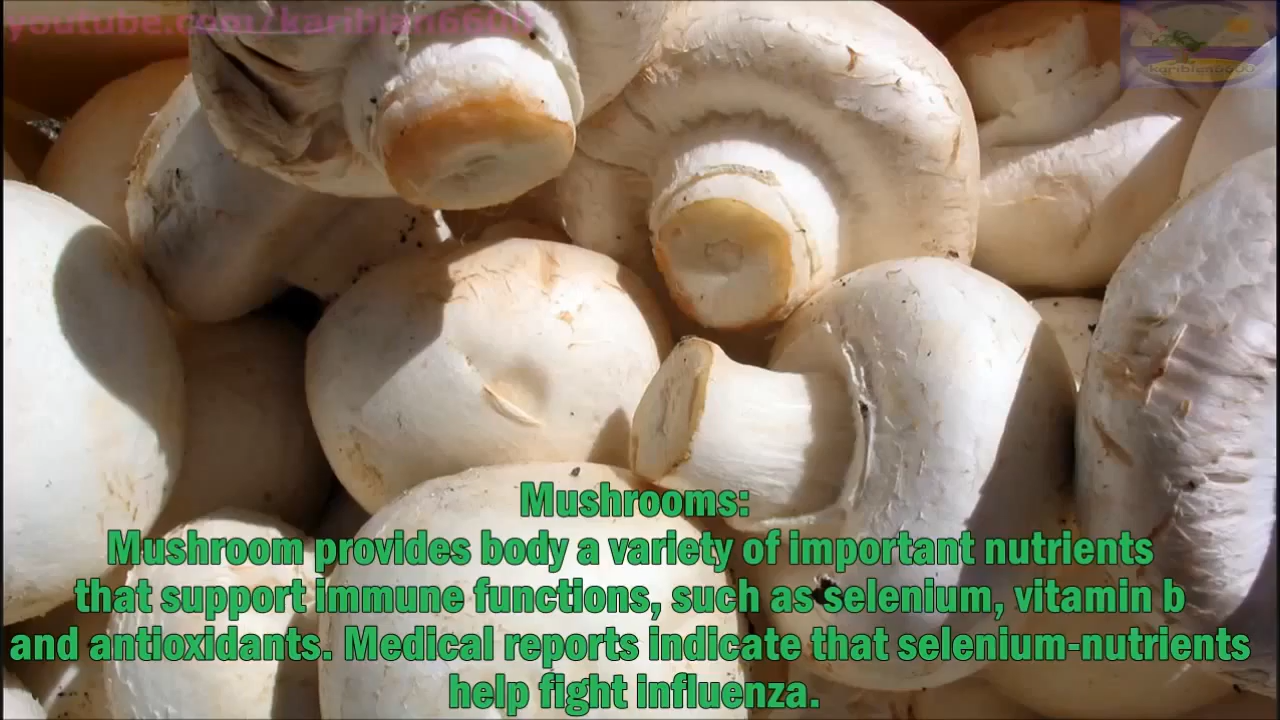 youtube.com/karibian6600
karibian6600
Mushrooms:
Mushroom provides body a variety of important nutrients
that support immune functions, such as selenium, vitamin b
and antioxidants. Medical reports indicate that selenium-nutrients
help fight influenza.